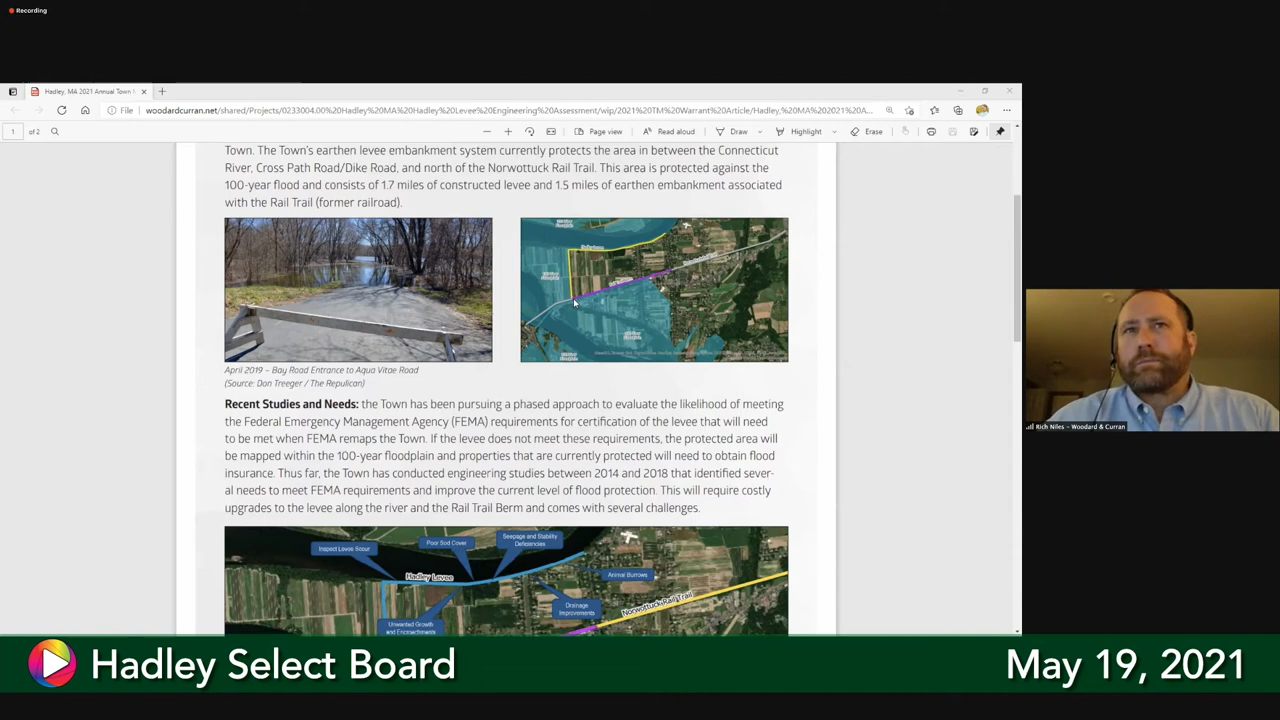 Recording
Hadley, MA 2021 Annual Town
File woodardcurran.net/shared/Projects/0233004.00%20Hadley%20MA%20Hadley%20Levee%20Engineering%20Assessment/wip/2021%20TM%20Warrant%20Article/Hadley,%20MA%202021%20A...
1 of 2 Page view Read aloud Draw Highlight Erase
Town. The Town's earthen levee embankment system currently protects the area in between the Connecticut
River, Cross Path Road/Dike Road, and north of the Norwottuck Rail Trail. This area is protected against the
100-year flood and consists of 1.7 miles of constructed levee and 1.5 miles of earthen embankment associated
with the Rail Trail (former railroad).
April 2019 – Bay Road Entrance to Aqua Vitae Road
(Source: Don Treeger / The Repulican)
Recent Studies and Needs: the Town has been pursuing a phased approach to evaluate the likelihood of meeting
the Federal Emergency Management Agency (FEMA) requirements for certification of the levee that will need
to be met when FEMA remaps the Town. If the levee does not meet these requirements, the protected area will
be mapped within the 100-year floodplain and properties that are currently protected will need to obtain flood
insurance. Thus far, the Town has conducted engineering studies between 2014 and 2018 that identified sever-
al needs to meet FEMA requirements and improve the current level of flood protection. This will require costly
upgrades to the levee along the river and the Rail Trail Berm and comes with several challenges.
Inspect Levee Scour
Poor Sod Cover
Seepage and Stability
Deficiencies
Hadley Levee
Animal Burrows
Drainage
Improvements
Norwottuck Rail Trail
Unwanted Growth
and Encroachments
Rich Niles – Woodard & Curran
Hadley Select Board
May 19, 2021